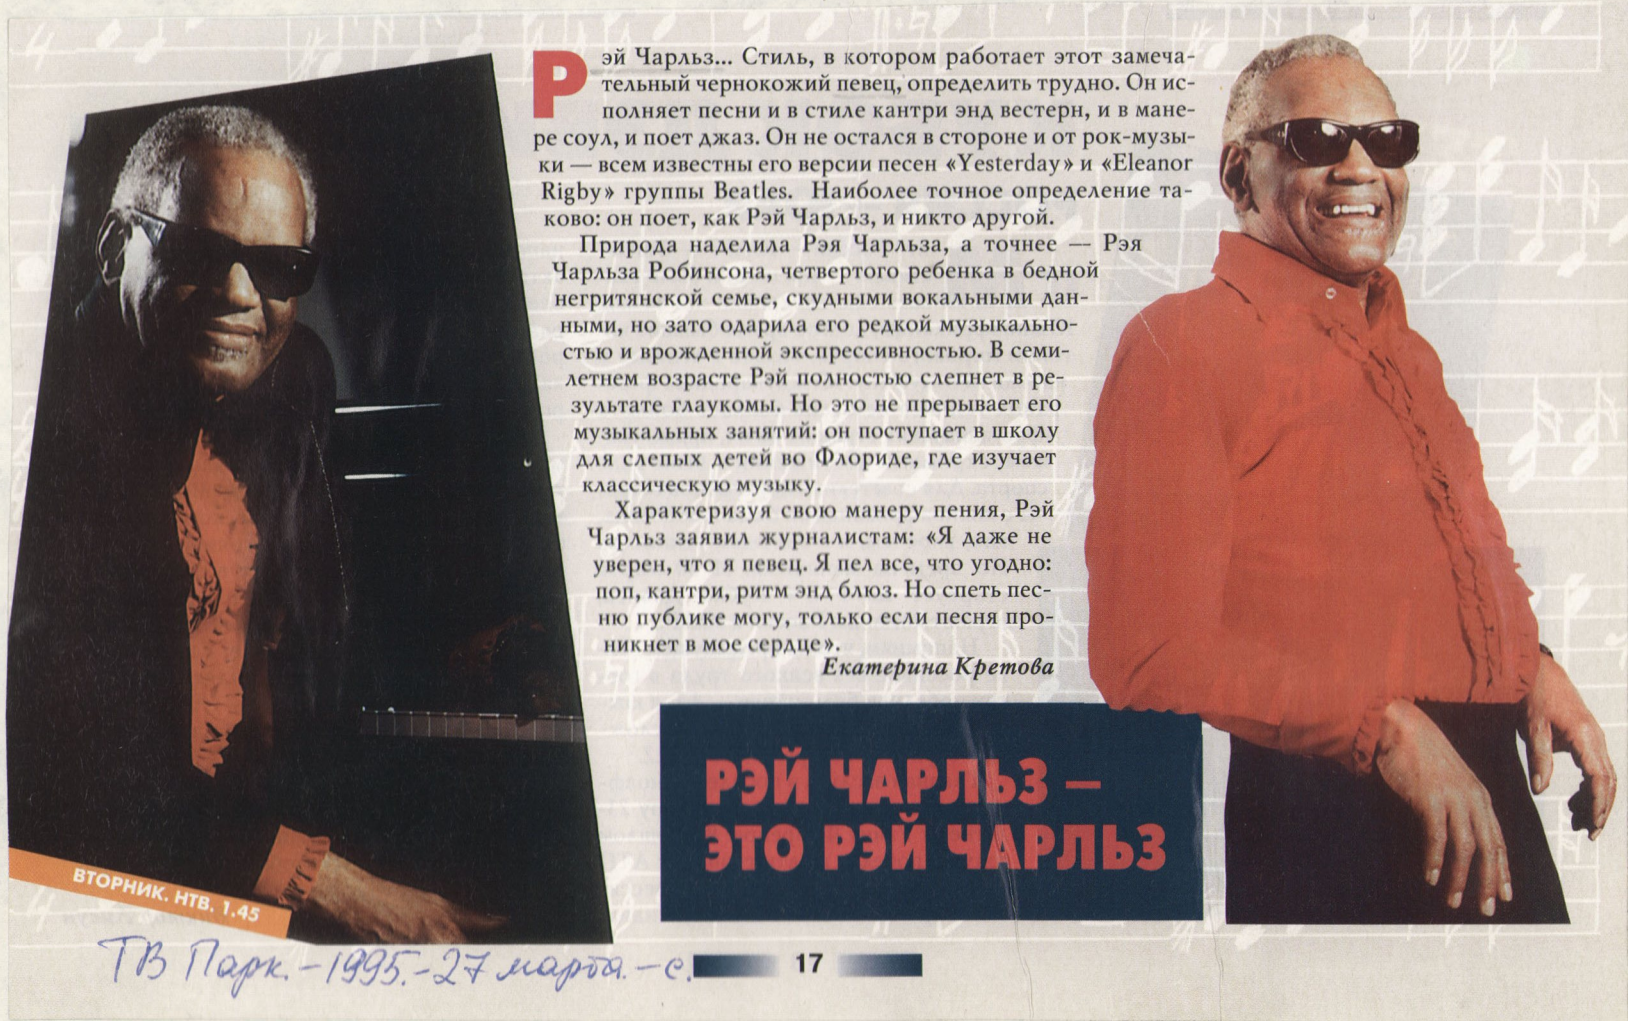 Рэй Чарльз... Стиль, в котором работает этот замеча-
тельный чернокожий певец, определить трудно. Он ис-
полняет песни и в стиле кантри энд вестерн, и в мане-
ре соул, и поет джаз. Он не остался в стороне и от рок-музы-
ки — всем известны его версии песен «Yesterday» и «Eleanor
Rigby» группы Beatles. Наиболее точное определение та-
ково: он поет, как Рэй Чарльз, и никто другой.
Природа наделила Рэя Чарльза, а точнее — Рэя
Чарльза Робинсона, четвертого ребенка в бедной
негритянской семье, скудными вокальными дан-
ными, но зато одарила его редкой музыкально-
стью и врожденной экспрессивностью. В семи-
летнем возрасте Рэй полностью слепнет в ре-
зультате глаукомы. Но это не прерывает его
музыкальных занятий: он поступает в школу
для слепых детей во Флориде, где изучает
классическую музыку.
Характеризуя свою манеру пения, Рэй
Чарльз заявил журналистам: «Я даже не
уверен, что я певец. Я пел все, что угодно:
поп, кантри, ритм энд блюз. Но спеть пес-
ню публике могу, только если песня про-
никнет в мое сердце».
Екатерина Кретова
РЭЙ ЧАРЛЬЗ –
ЭТО РЭЙ ЧАРЛЬЗ
ВТОРНИК. НТВ. 1.45
ТВ Парк. – 1995. – 27 марта. – с.
17